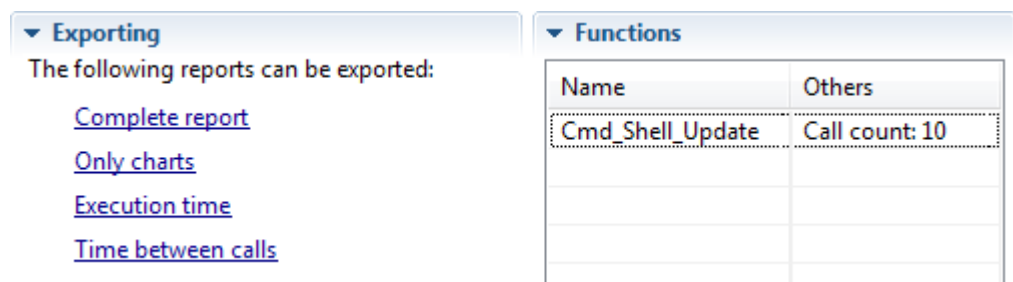 Exporting
The following reports can be exported:
Complete report
Only charts
Execution time
Time between calls
Functions
Name Others
Cmd_Shell_Update Call count: 10